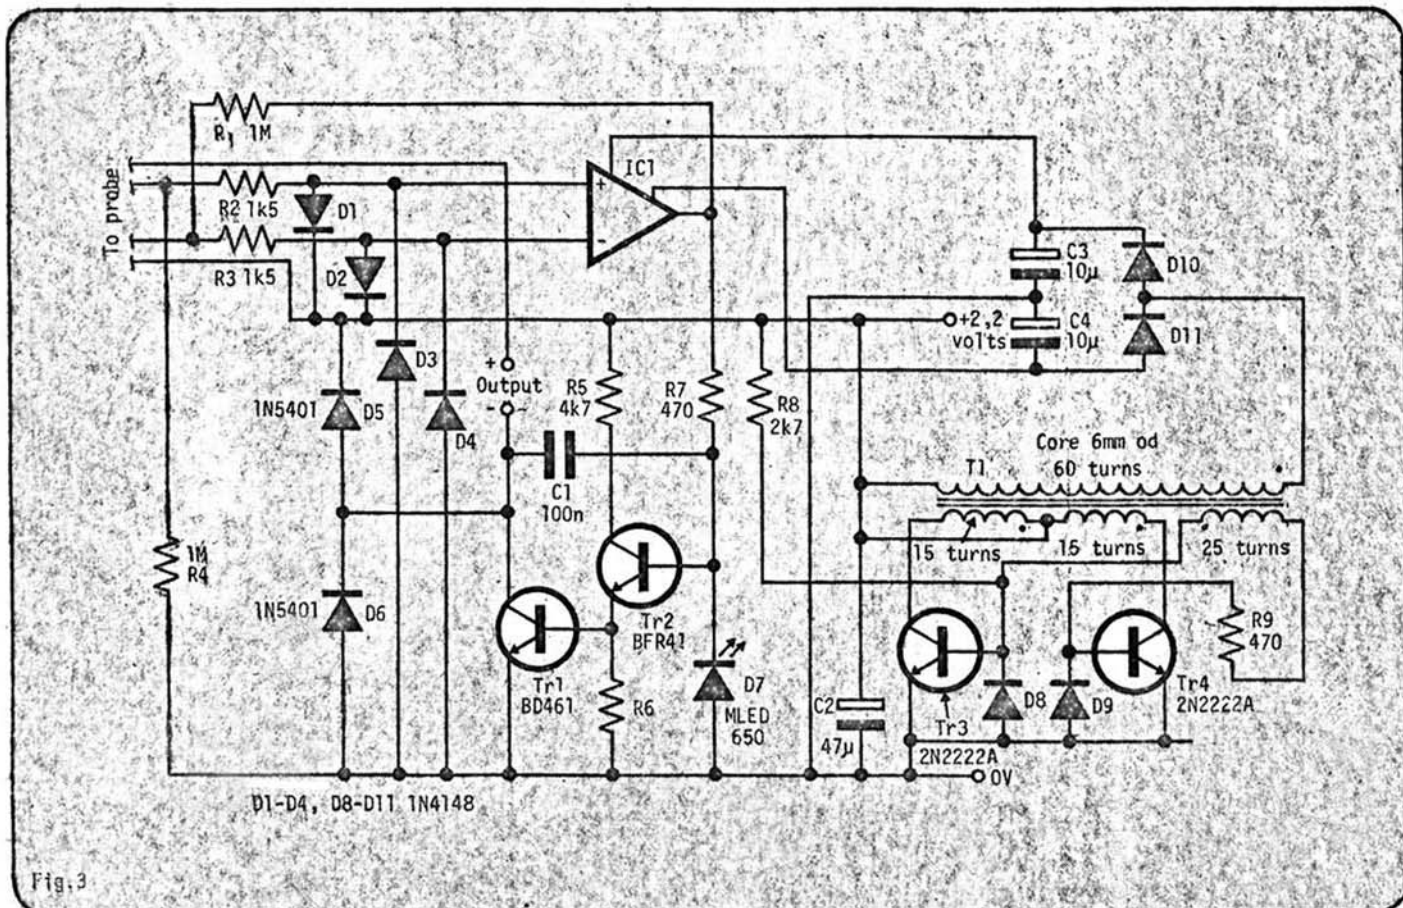 R1 1M
IC1
To probe
R2 1k5
D1
R3 1k5
D2
D3
+
-
C3
10µ
D10
+2,2
volts
C4
10µ
D11
+
Output
-
1N5401 D5
D4
R5
4k7
R7
470
R8
2k7
C1
100n
Core 6mm od
60 turns
T1
15 turns
15 turns
25 turns
1M
R4
1N5401 D6
Tr2
BFR41
Tr1
BD461
R6
D7
MLED
650
C2
47µ
Tr3
2N2222A
D8
D9
Tr4
2N2222A
R9
470
0V
D1-D4, D8-D11 1N4148
Fig.3